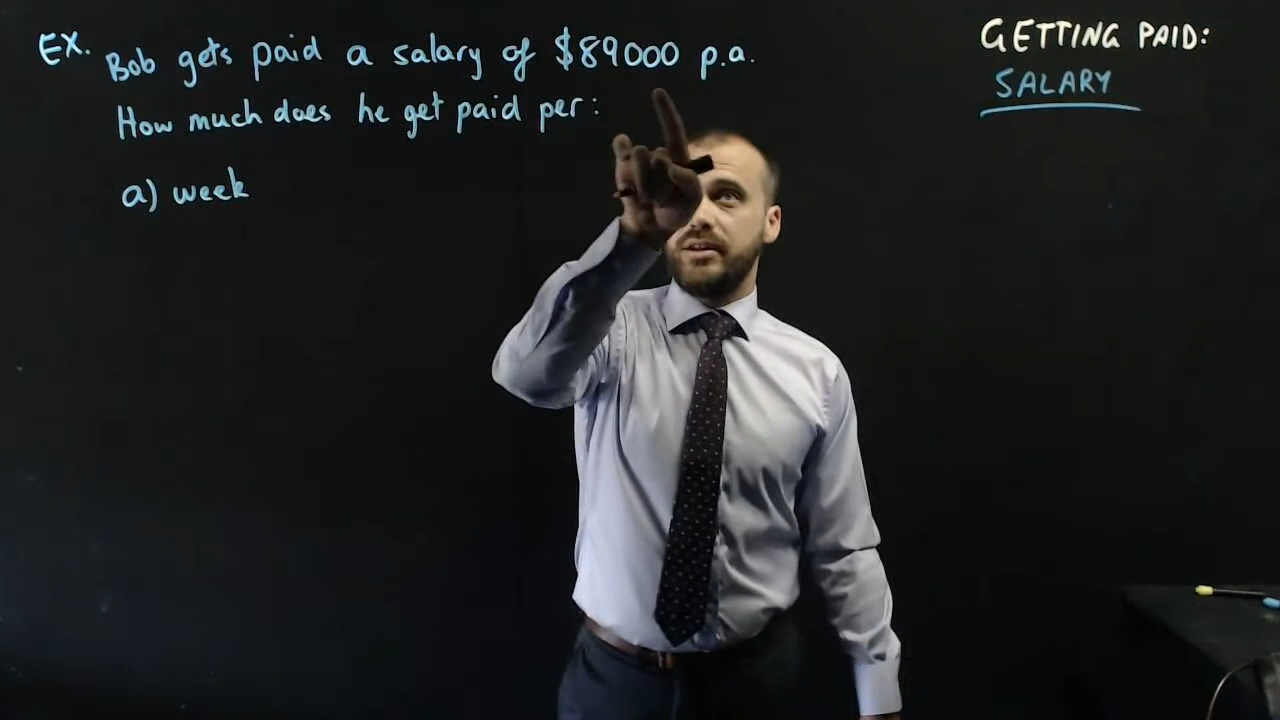 EX. Bob gets paid a salary of $89000 p.a.
How much does he get paid per:
a) week
GETTING PAID:
SALARY